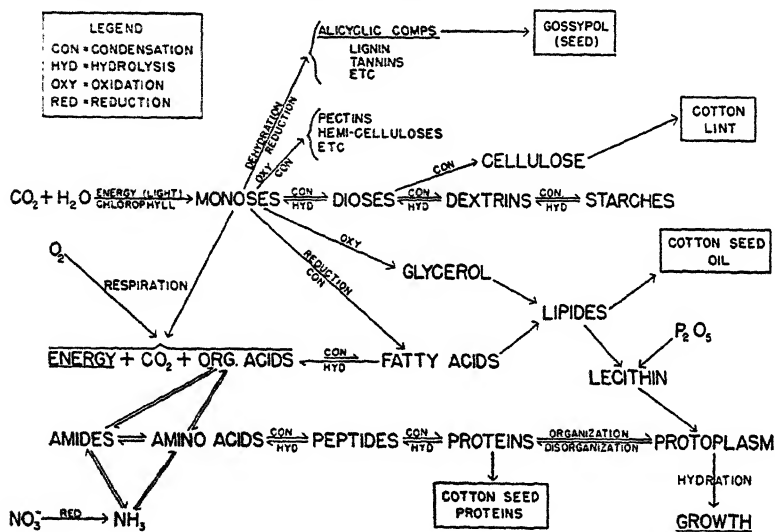 LEGEND
CON = CONDENSATION
HYD = HYDROLYSIS
OXY = OXIDATION
RED = REDUCTION
ALICYCLIC COMPS
LIGNIN
TANNINS
ETC
GOSSYPOL
(SEED)
DEHYDRATION
REDUCTION
PECTINS
HEMI-CELLULOSES
ETC
OXY
CON
COTTON
LINT
CON
CELLULOSE
CO2 + H2O
ENERGY (LIGHT)
CHLOROPHYLL
MONOSES
CON
HYD
DIOSES
CON
HYD
DEXTRINS
CON
HYD
STARCHES
O2
RESPIRATION
REDUCTION
CON
OXY
GLYCEROL
COTTON SEED
OIL
LIPIDES
P2O5
ENERGY + CO2 + ORG. ACIDS
CON
HYD
FATTY ACIDS
LECITHIN
AMIDES
AMINO ACIDS
CON
HYD
PEPTIDES
CON
HYD
PROTEINS
ORGANIZATION
DISORGANIZATION
PROTOPLASM
HYDRATION
COTTON SEED
PROTEINS
NO3-
RED
NH3
GROWTH